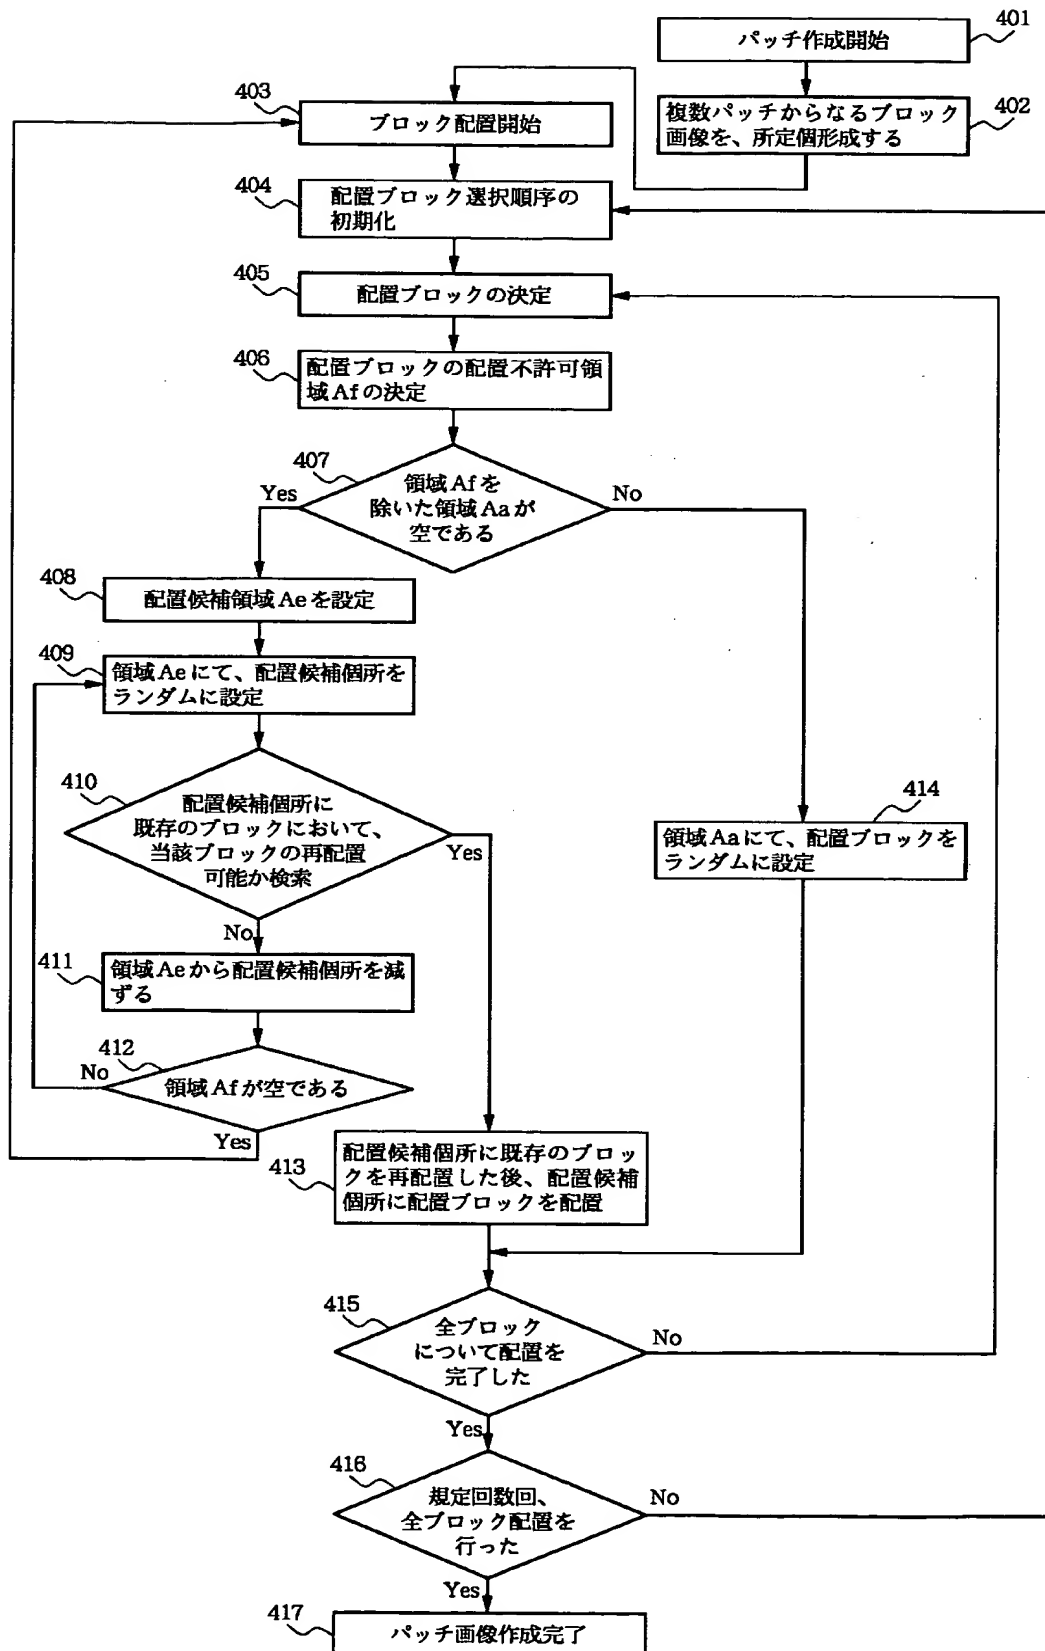 401
パッチ作成開始
402
複数パッチからなるブロック
画像を、所定個形成する
403
ブロック配置開始
404
配置ブロック選択順序の
初期化
405
配置ブロックの決定
406
配置ブロックの配置不許可領
域Afの決定
407
領域Afを
除いた領域Aaが
空である
Yes
No
408
配置候補領域Aeを設定
409
領域Aeにて、配置候補個所を
ランダムに設定
410
配置候補個所に
既存のブロックにおいて、
当該ブロックの再配置
可能か検索
Yes
No
414
領域Aaにて、配置ブロックを
ランダムに設定
411
領域Aeから配置候補個所を減
ずる
412
領域Afが空である
No
Yes
413
配置候補個所に既存のブロッ
クを再配置した後、配置候補
個所に配置ブロックを配置
415
全ブロック
について配置を
完了した
No
Yes
416
規定回数回、
全ブロック配置を
行った
No
Yes
417
パッチ画像作成完了